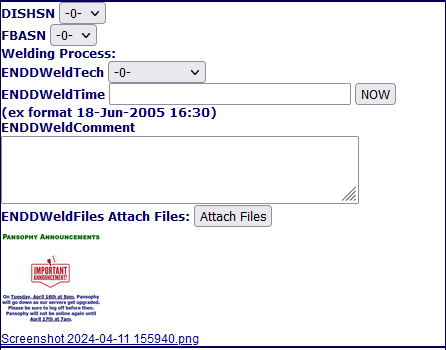 DISHSN -0-
FBASN -0-
Welding Process:
ENDDWeldTech -0-
ENDDWeldTime NOW
(ex format 18-Jun-2005 16:30)
ENDDWeldComment
ENDDWeldFiles Attach Files: Attach Files
Pansophy Announcements
IMPORTANT
ANNOUNCEMENT!
On Tuesday, April 16th at 5pm, Pansophy
will go down as our servers get upgraded.
Please be sure to log off before then.
Pansophy will not be online again until
April 17th at 7am.
Screenshot 2024-04-11 155940.png